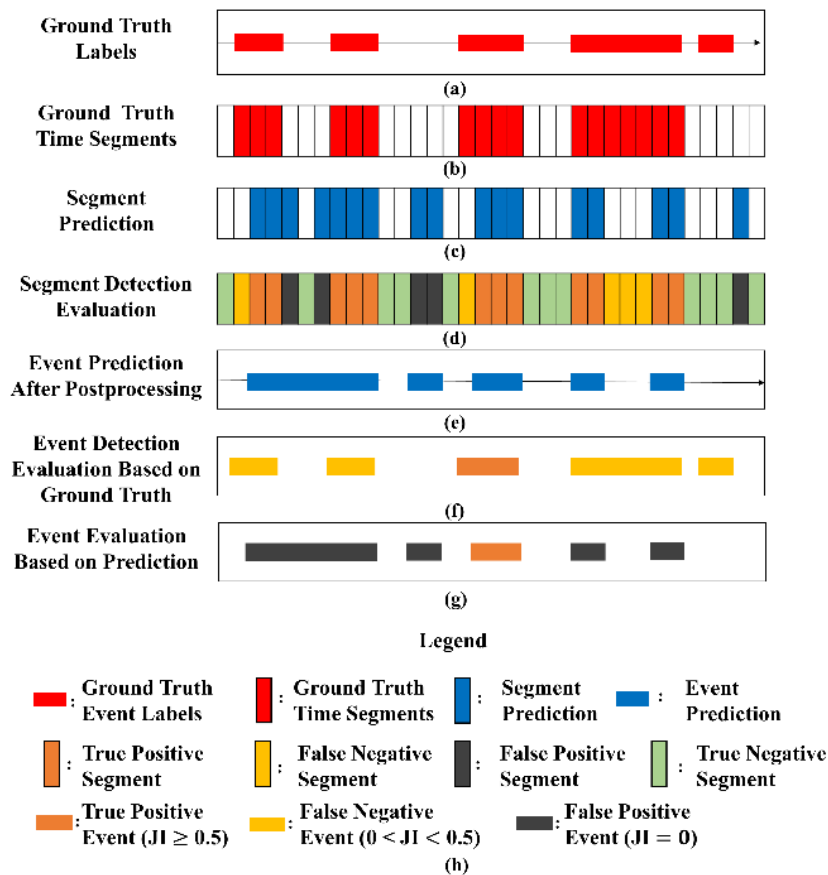 Ground Truth
Labels
(a)
Ground Truth
Time Segments
(b)
Segment
Prediction
(c)
Segment Detection
Evaluation
(d)
Event Prediction
After Postprocessing
(e)
Event Detection
Evaluation Based on
Ground Truth
(f)
Event Evaluation
Based on Prediction
(g)
Legend
: Ground Truth
Event Labels
: Ground Truth
Time Segments
: Segment
Prediction
: Event
Prediction
: True Positive
Segment
: False Negative
Segment
: False Positive
Segment
: True Negative
Segment
: True Positive
Event (JI ≥ 0.5)
: False Negative
Event (0 < JI < 0.5)
: False Positive
Event (JI = 0)
(h)